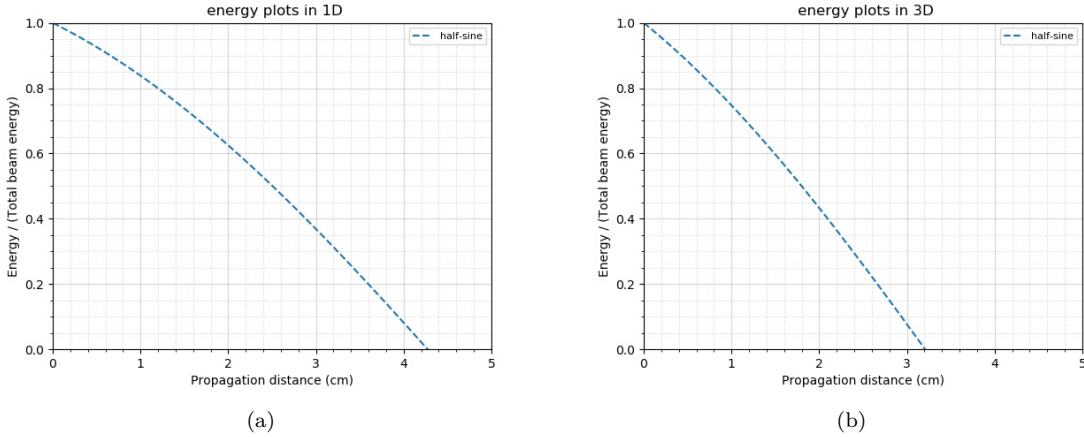 energy plots in 1D
half-sine
1.0
0.8
0.6
0.4
0.2
0.0
Energy / (Total beam energy)
0 1 2 3 4 5
Propagation distance (cm)
(a)
energy plots in 3D
half-sine
1.0
0.8
0.6
0.4
0.2
0.0
Energy / (Total beam energy)
0 1 2 3 4 5
Propagation distance (cm)
(b)